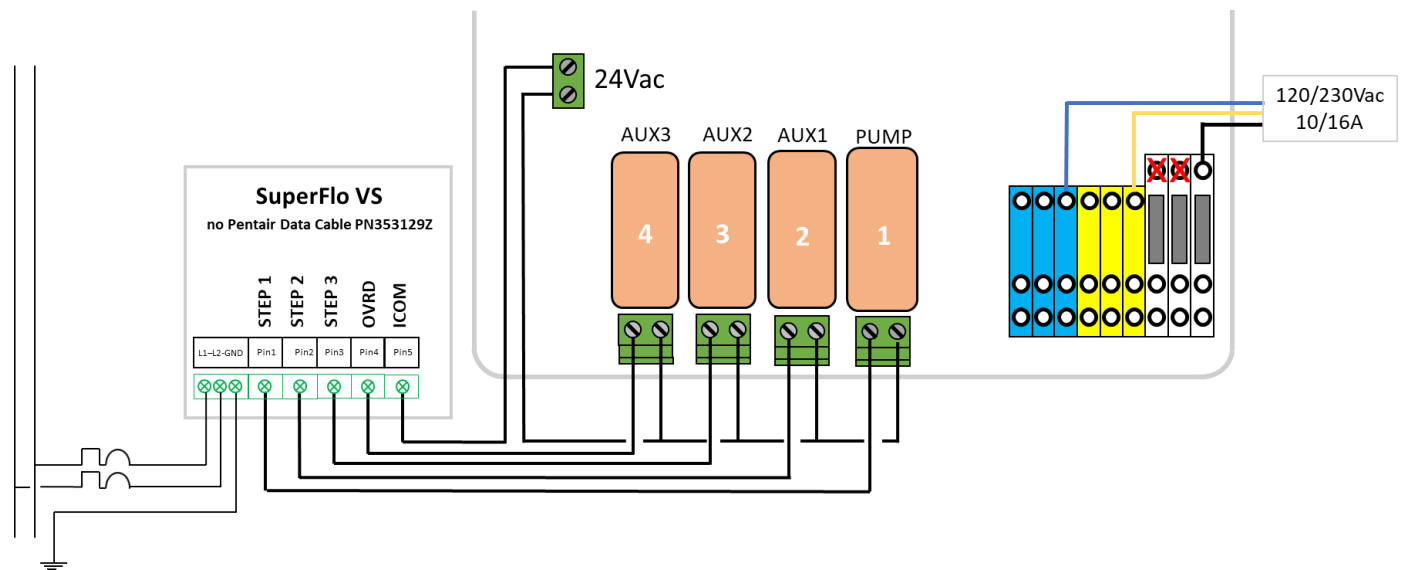 24Vac
120/230Vac
10/16A
AUX3 AUX2 AUX1 PUMP
4 3 2 1
SuperFlo VS
no Pentair Data Cable PN353129Z
STEP 1
STEP 2
STEP 3
OVRD
ICOM
L1–L2-GND Pin1 Pin2 Pin3 Pin4 Pin5